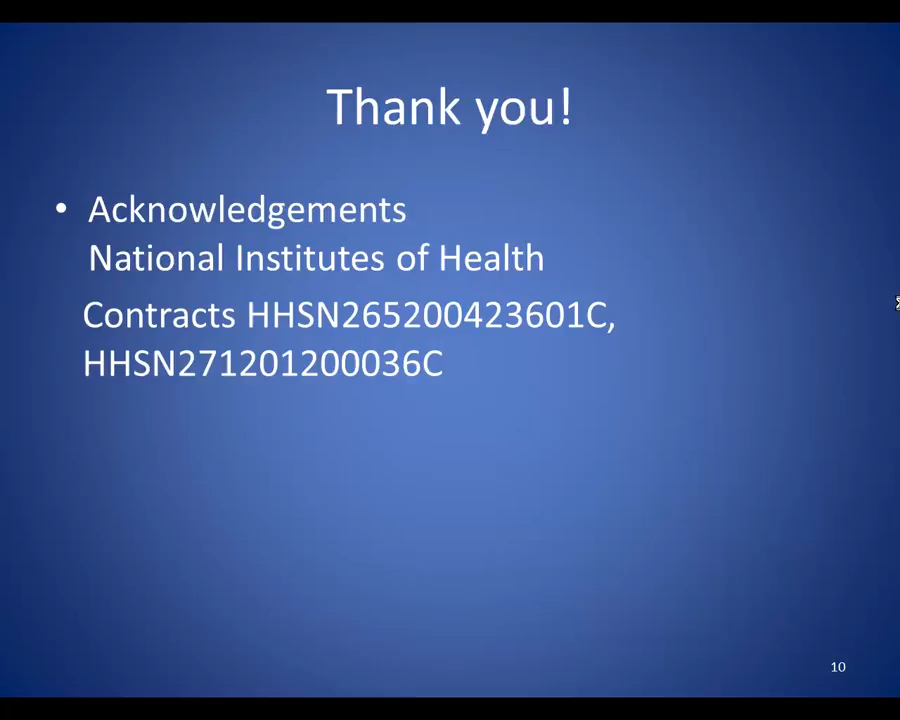 Thank you!
• Acknowledgements
National Institutes of Health
Contracts HHSN265200423601C,
HHSN271201200036C
10